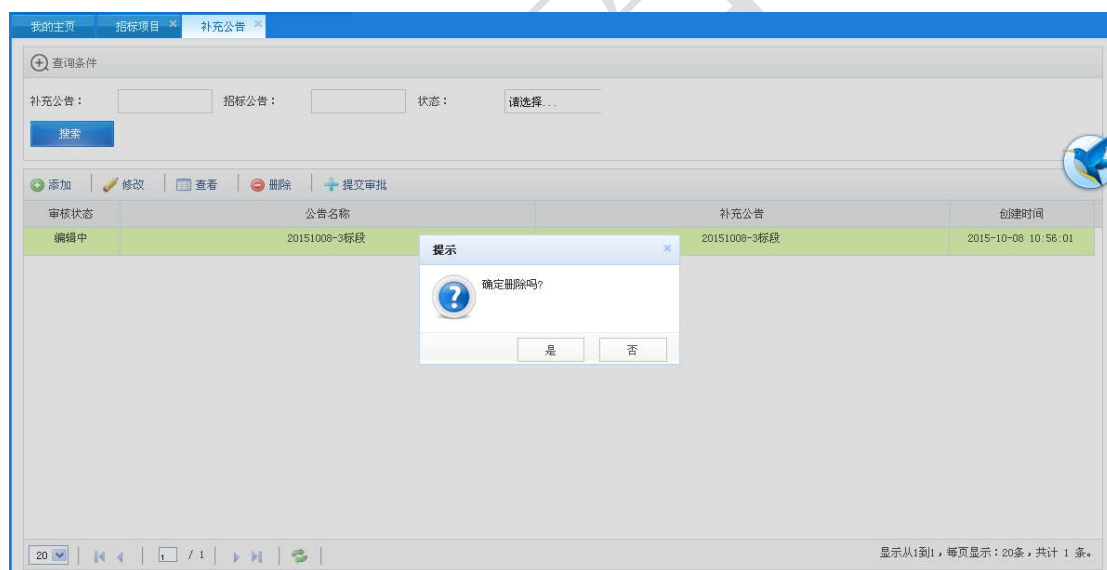 我的主页 招标项目 × 补充公告 ×
查询条件
补充公告： 招标公告： 状态： 请选择...
搜索
添加 修改 查看 删除 提交审批
审核状态 公告名称 补充公告 创建时间
编辑中 20151008-3标段 20151008-3标段 2015-10-08 10:56:01
提示 ×
确定删除吗?
是 否
20 1 / 1 显示从1到1，每页显示：20条，共计 1 条。